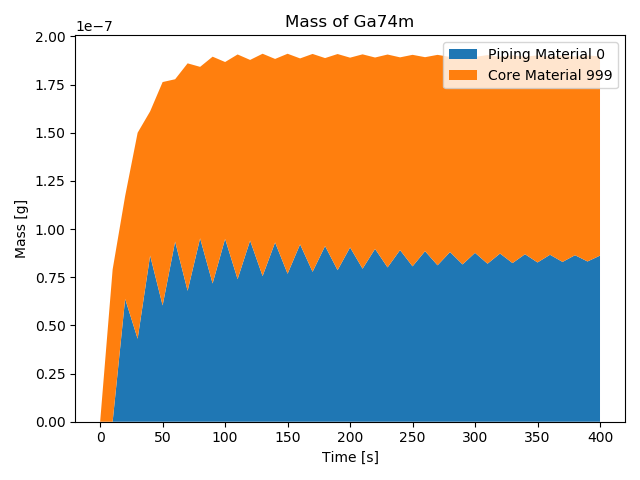 Mass of Ga74m
1e−7
2.00
1.75
1.50
1.25
1.00
0.75
0.50
0.25
0.00
Mass [g]
Piping Material 0
Core Material 999
0 50 100 150 200 250 300 350 400
Time [s]